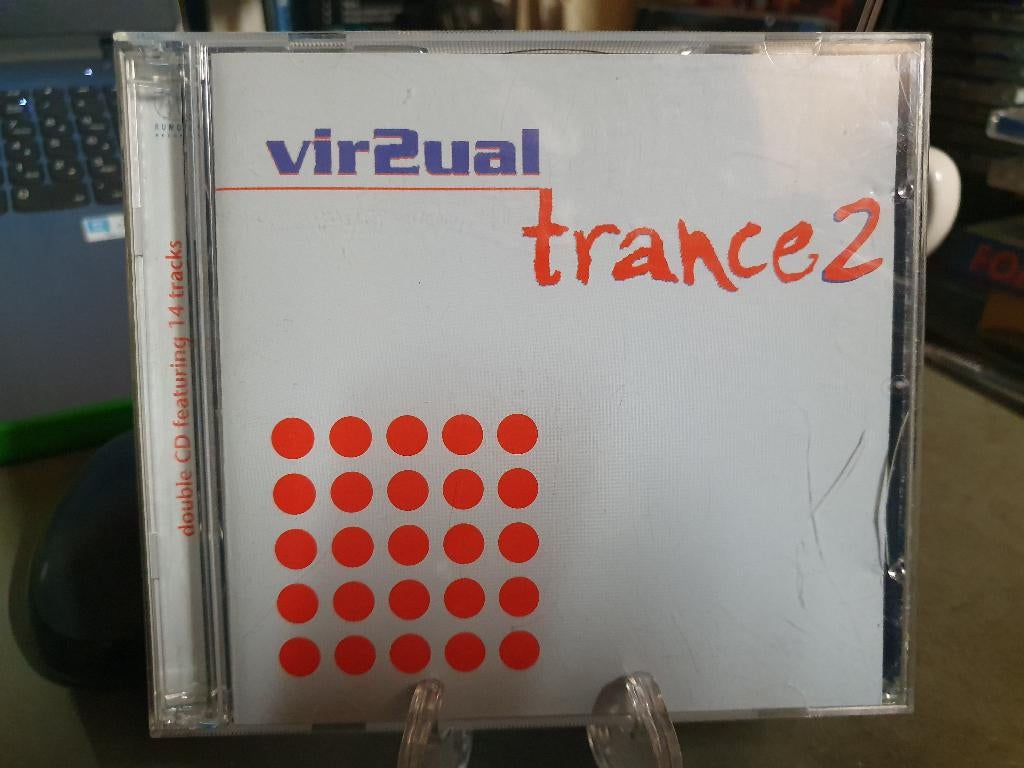 vir2ual
trance2
double CD featuring 14 tracks